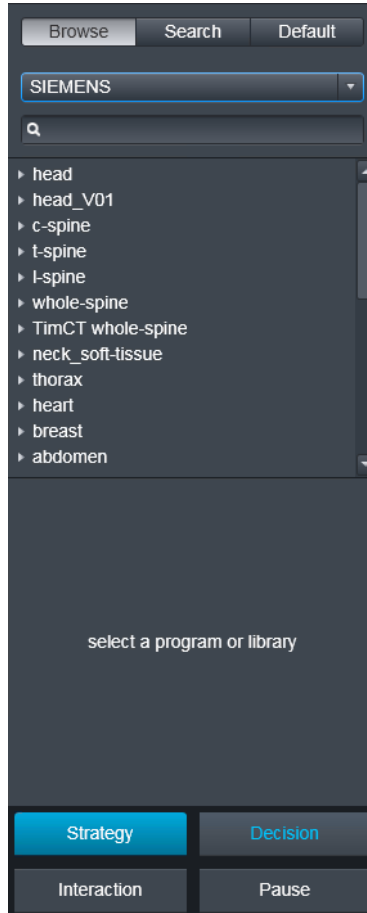 Browse Search Default
SIEMENS
head
head_V01
c-spine
t-spine
l-spine
whole-spine
TimCT whole-spine
neck_soft-tissue
thorax
heart
breast
abdomen
select a program or library
Strategy Decision
Interaction Pause